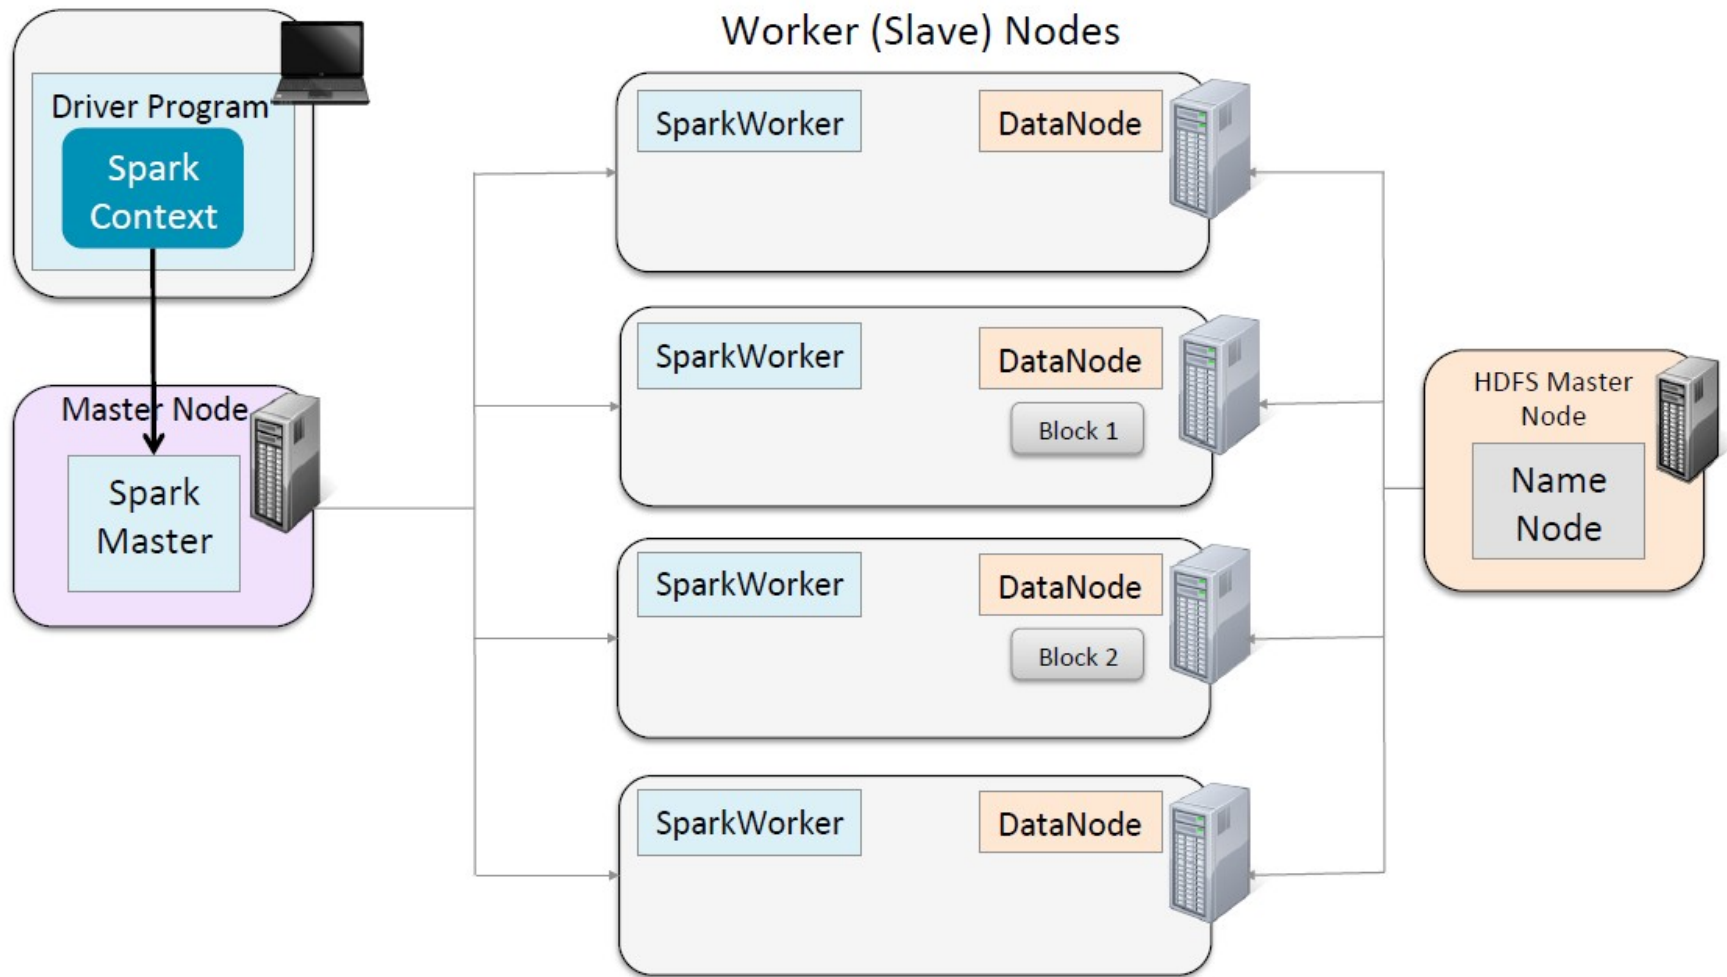 Worker (Slave) Nodes
Driver Program
Spark
Context
Master Node
Spark
Master
SparkWorker
DataNode
SparkWorker
DataNode
Block 1
SparkWorker
DataNode
Block 2
SparkWorker
DataNode
HDFS Master
Node
Name
Node